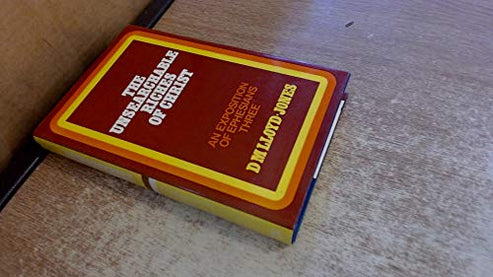 THE
UNSEARCHABLE
RICHES
OF CHRIST
AN EXPOSITION
OF EPHESIANS
THREE
D M LLOYD-JONES